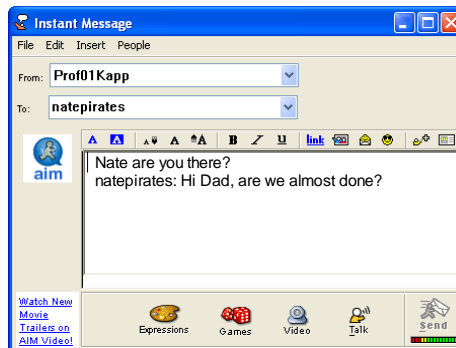 Instant Message
File Edit Insert People
From: Prof01Kapp
To: natepirates
A A A A A B I U link
aim
Nate are you there?
natepirates: Hi Dad, are we almost done?
Watch New
Movie
Trailers on
AIM Video!
Expressions Games Video Talk Send